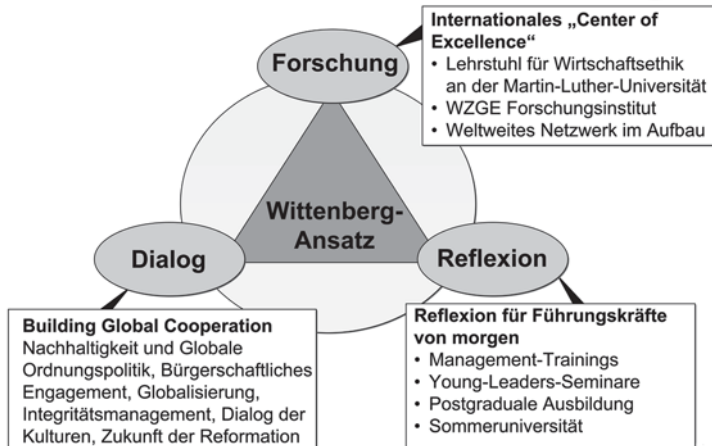 Internationales „Center of
Excellence“
• Lehrstuhl für Wirtschaftsethik
an der Martin-Luther-Universität
• WZGE Forschungsinstitut
• Weltweites Netzwerk im Aufbau
Forschung
Wittenberg-
Ansatz
Dialog
Reflexion
Building Global Cooperation
Nachhaltigkeit und Globale
Ordnungspolitik, Bürgerschaftliches
Engagement, Globalisierung,
Integritätsmanagement, Dialog der
Kulturen, Zukunft der Reformation
Reflexion für Führungskräfte
von morgen
• Management-Trainings
• Young-Leaders-Seminare
• Postgraduale Ausbildung
• Sommeruniversität